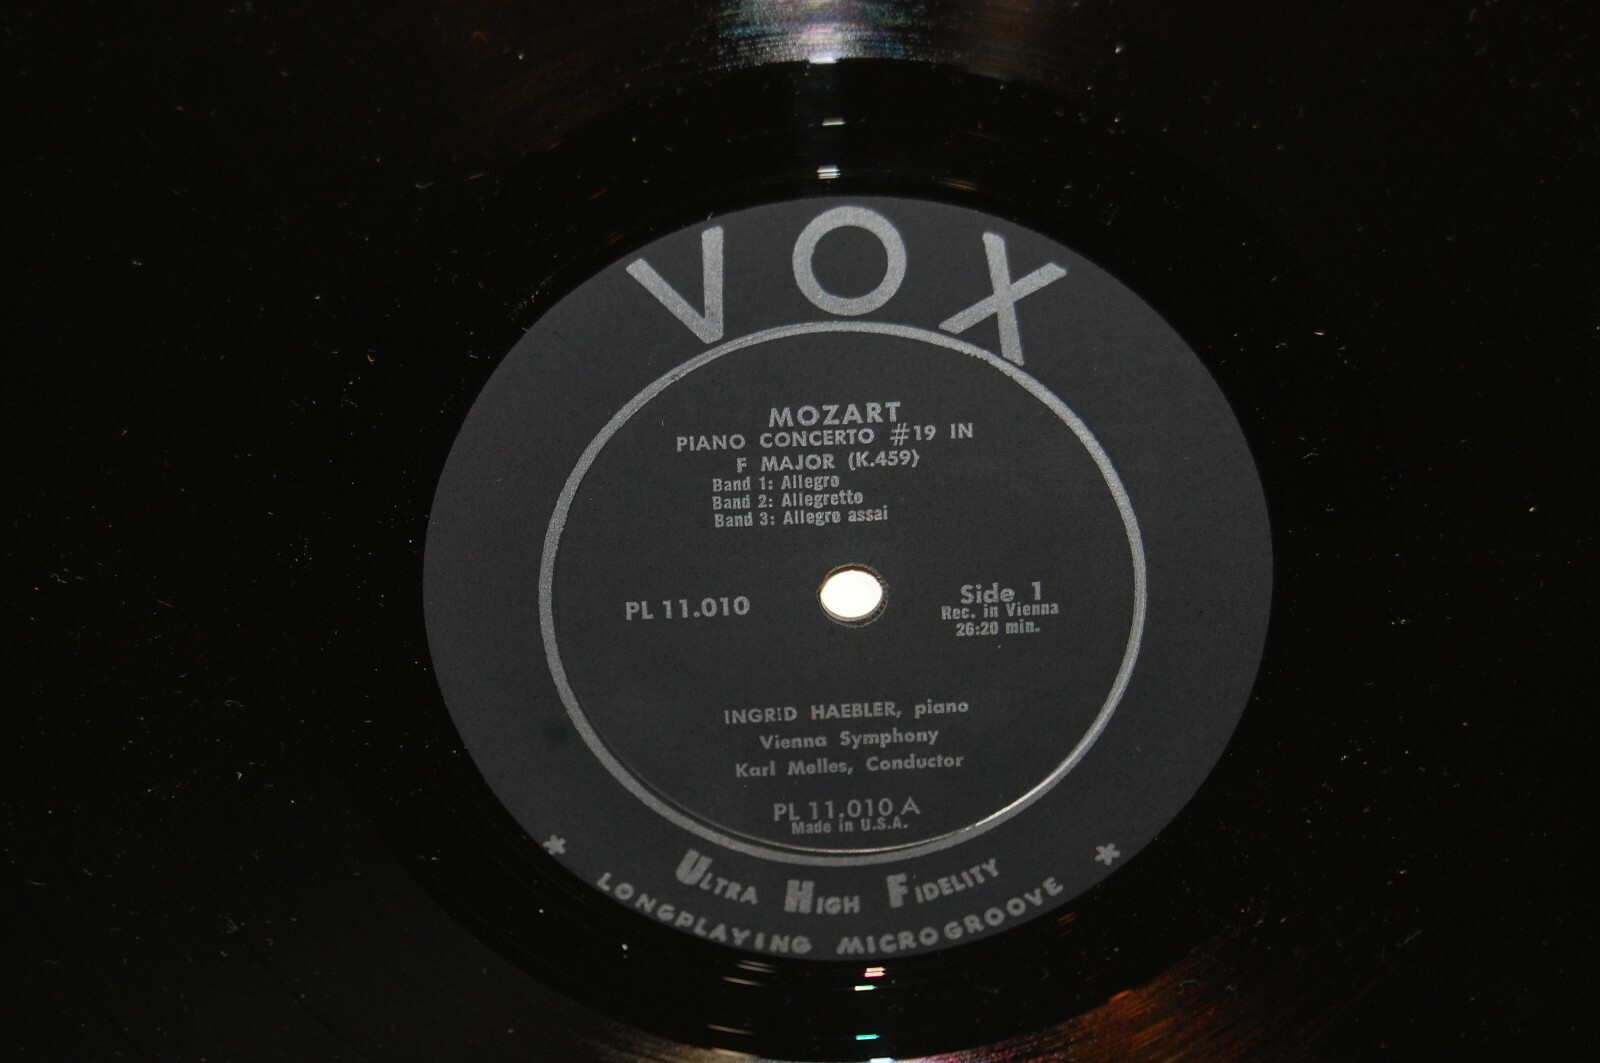 VOX
MOZART
PIANO CONCERTO #19 IN
F MAJOR (K.459)
Band 1: Allegro
Band 2: Allegretto
Band 3: Allegro assai
PL 11.010
Side 1
Rec. in Vienna
26:20 min.
INGRID HAEBLER, piano
Vienna Symphony
Karl Melles, Conductor
PL 11.010 A
Made in U.S.A.
* ULTRA HIGH FIDELITY *
LONGPLAYING MICROGROOVE